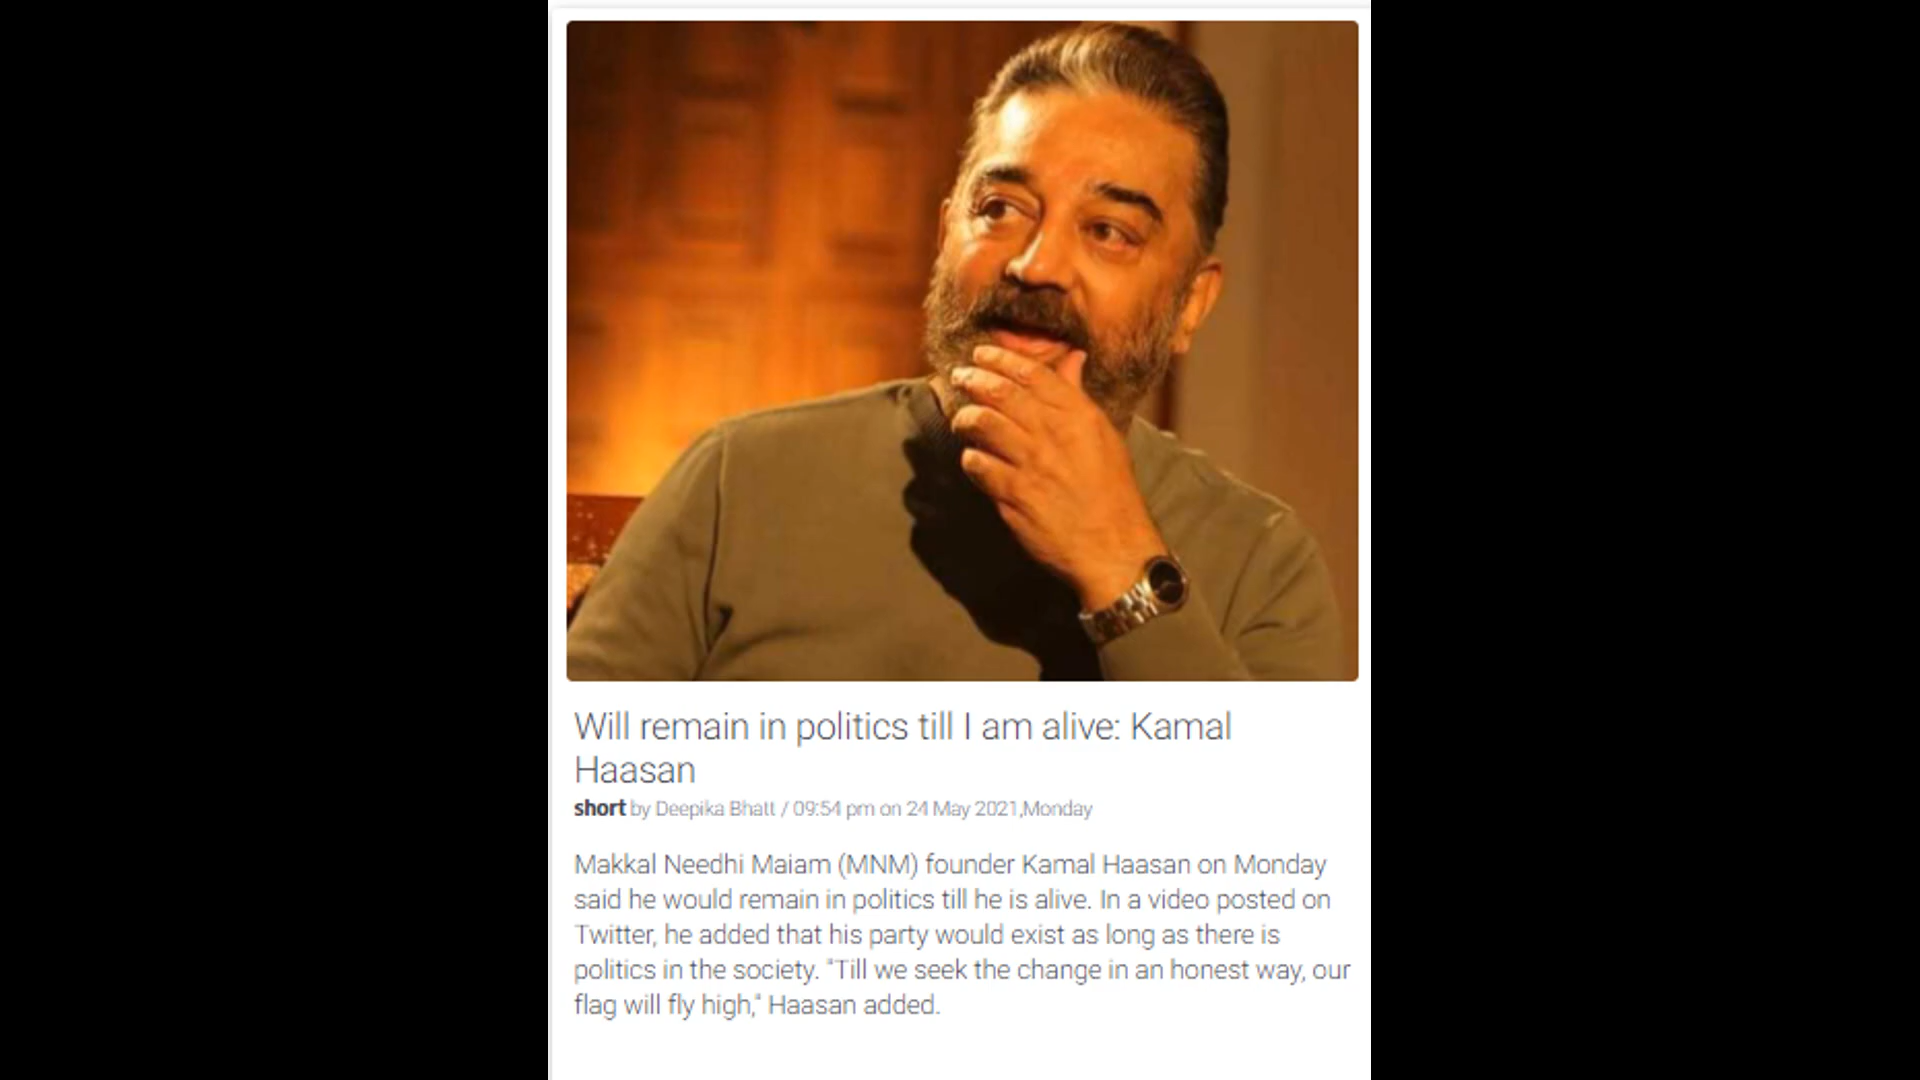 Will remain in politics till I am alive: Kamal
Haasan
short by Deepika Bhatt / 09:54 pm on 24 May 2021,Monday
Makkal Needhi Maiam (MNM) founder Kamal Haasan on Monday
said he would remain in politics till he is alive. In a video posted on
Twitter, he added that his party would exist as long as there is
politics in the society. "Till we seek the change in an honest way, our
flag will fly high," Haasan added.